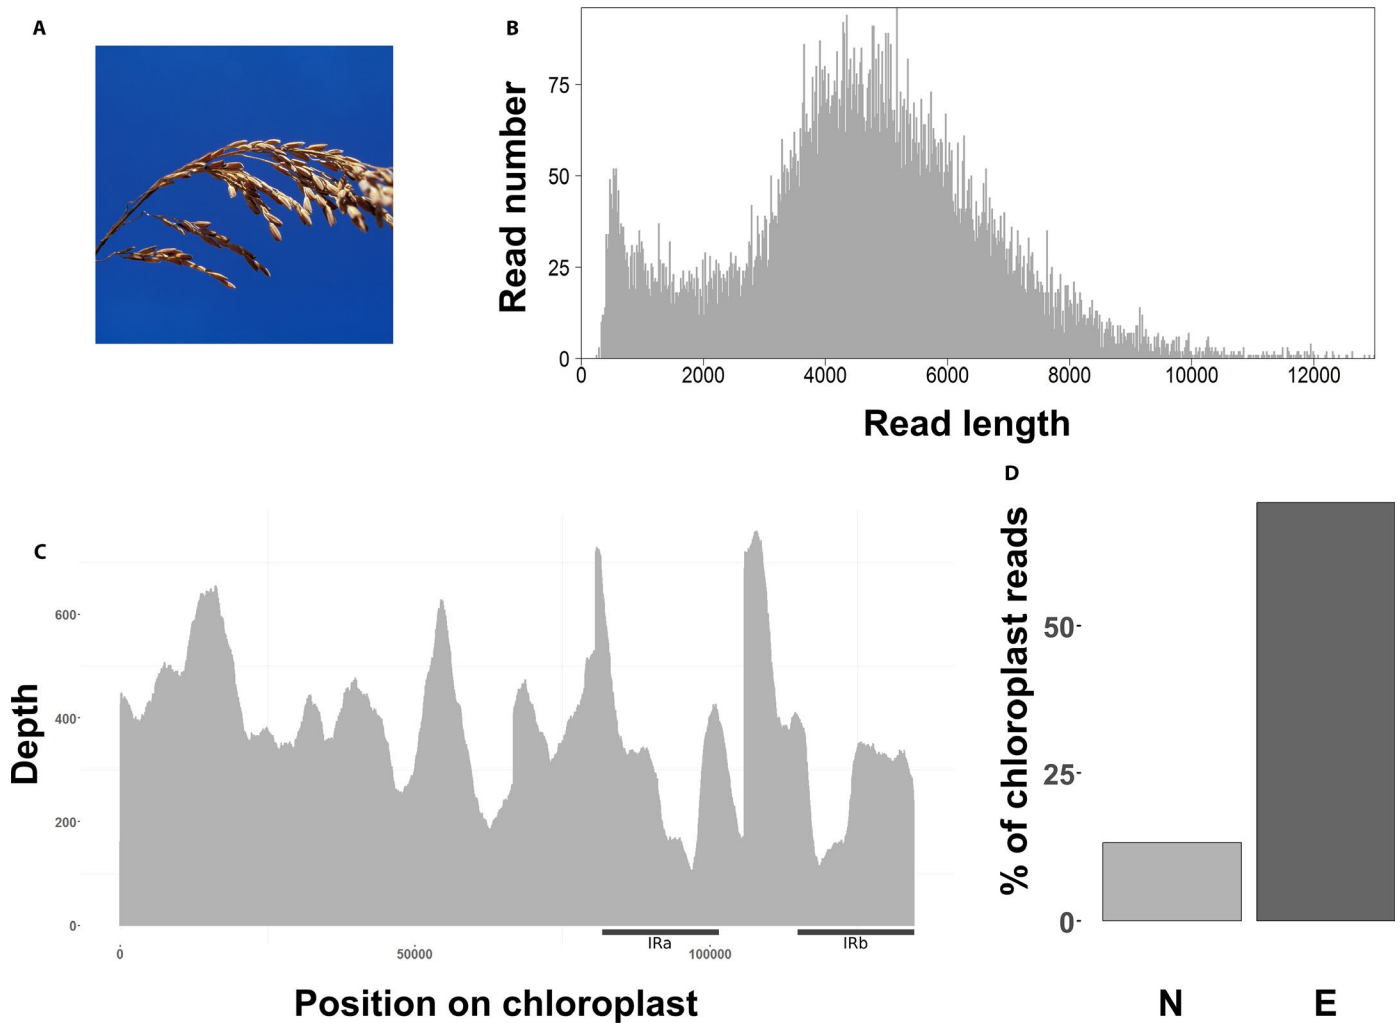 A
B
Read number
75
50
25
0
0 2000 4000 6000 8000 10000 12000
Read length
C
Depth
600
400
200
0
0 50000 100000
IRa IRb
Position on chloroplast
D
% of chloroplast reads
50
25
0
N E